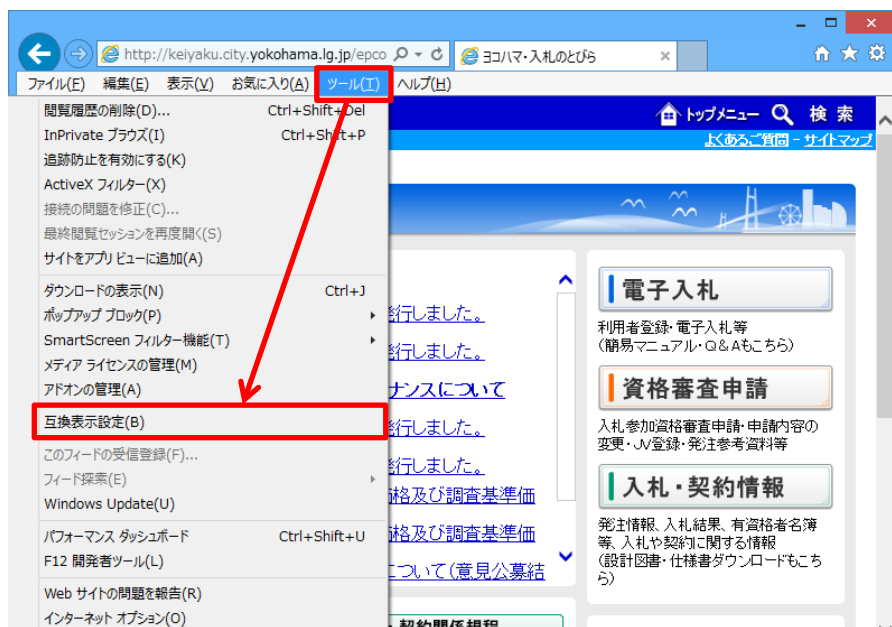 http://keiyaku.city.yokohama.lg.jp/epco
ヨコハマ・入札のとびら
ファイル(F) 編集(E) 表示(V) お気に入り(A) ツール(T) ヘルプ(H)
閲覧履歴の削除(D)... Ctrl+Shift+Del
InPrivate ブラウズ(I) Ctrl+Shift+P
追跡防止を有効にする(K)
ActiveX フィルター(X)
接続の問題を修正(C)...
最終閲覧セッションを再度開く(S)
サイトをアプリ ビューに追加(A)
ダウンロードの表示(N) Ctrl+J
ポップアップ ブロック(P)
SmartScreen フィルター機能(T)
メディア ライセンスの管理(M)
アドオンの管理(A)
互換表示設定(B)
このフィードの受信登録(F)...
フィード探索(E)
Windows Update(U)
パフォーマンス ダッシュボード Ctrl+Shift+U
F12 開発者ツール(L)
Web サイトの問題を報告(R)
インターネット オプション(O)
トップメニュー 検索
よくあるご質問 - サイトマップ
行しました。
行しました。
ナンスについて
行しました。
行しました。
格及び調査基準価
格及び調査基準価
について(意見公募結
契約関係規程
電子入札
利用者登録・電子入札等
(簡易マニュアル・Q&Aもこちら)
資格審査申請
入札参加資格審査申請・申請内容の
変更・JV登録・発注参考資料等
入札・契約情報
発注情報、入札結果、有資格者名簿
等、入札や契約に関する情報
(設計図書・仕様書ダウンロードもこち
ら)